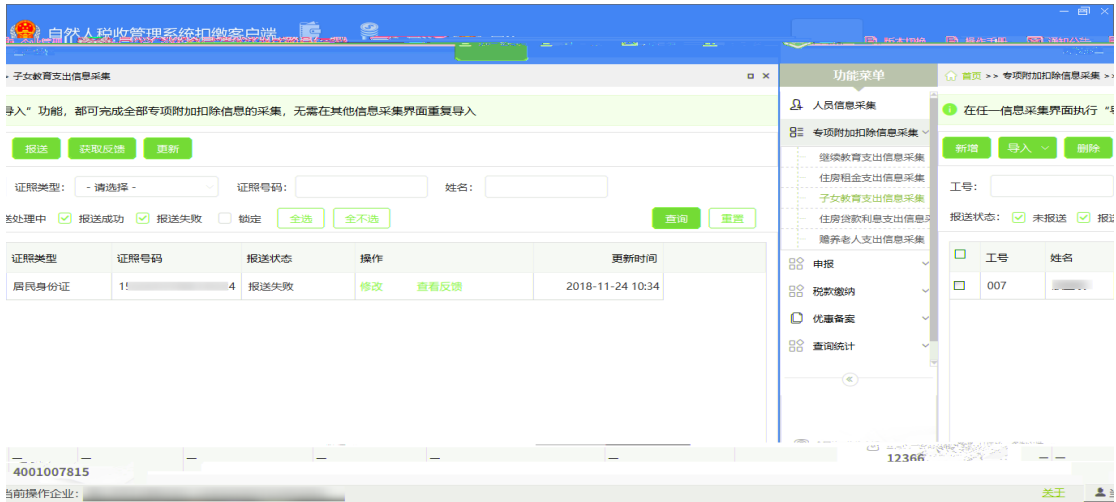 自然人税收管理系统扣缴客户端
子女教育支出信息采集
导入”功能，都可完成全部专项附加扣除信息的采集，无需在其他信息采集界面重复导入
报送 获取反馈 更新
证照类型： - 请选择 - 证照号码： 姓名：
送处理中 报送成功 报送失败 锁定 全选 全不选 查询 重置
证照类型 证照号码 报送状态 操作 更新时间
居民身份证 15 4 报送失败 修改 查看反馈 2018-11-24 10:34
功能菜单
人员信息采集
专项附加扣除信息采集
继续教育支出信息采集
住房租金支出信息采集
子女教育支出信息采集
住房贷款利息支出信息采
赡养老人支出信息采集
申报
税款缴纳
优惠备案
查询统计
首页 >> 专项附加扣除信息采集 >>
在任一信息采集界面执行“导
新增 导入 删除
工号：
报送状态： 未报送 报送
工号 姓名
007
12366
4001007815
当前操作企业：
关于